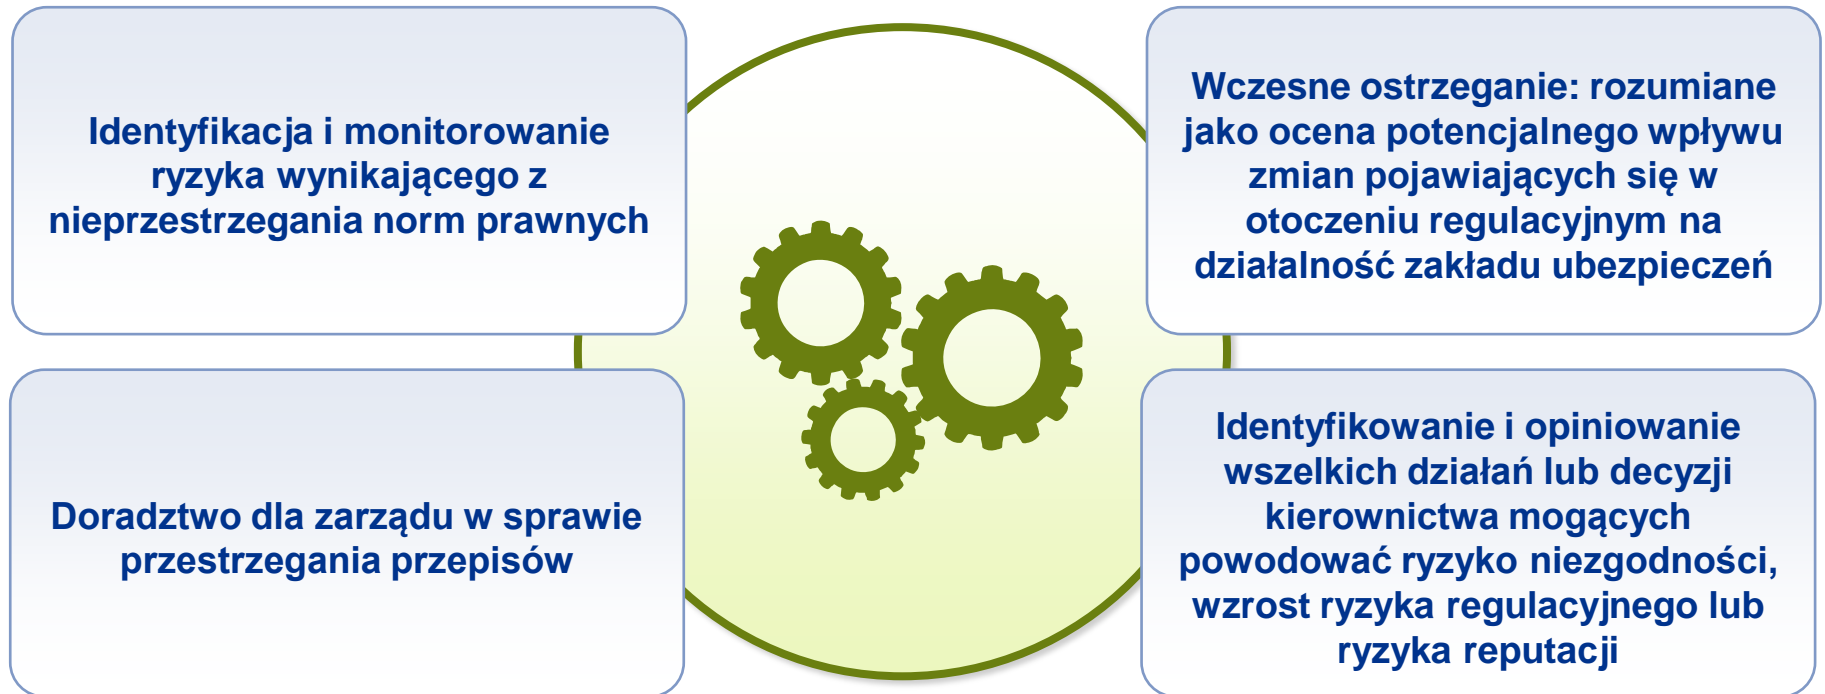 Identyfikacja i monitorowanie
ryzyka wynikającego z
nieprzestrzegania norm prawnych
Wczesne ostrzeganie: rozumiane
jako ocena potencjalnego wpływu
zmian pojawiających się w
otoczeniu regulacyjnym na
działalność zakładu ubezpieczeń
Doradztwo dla zarządu w sprawie
przestrzegania przepisów
Identyfikowanie i opiniowanie
wszelkich działań lub decyzji
kierownictwa mogących
powodować ryzyko niezgodności,
wzrost ryzyka regulacyjnego lub
ryzyka reputacji